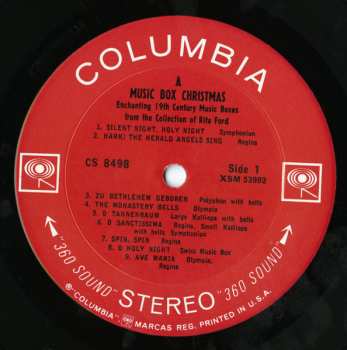 COLUMBIA
A
MUSIC BOX CHRISTMAS
Enchanting 19th Century Music Boxes
from the Collection of Rita Ford
1. SILENT NIGHT, HOLY NIGHT Symphonion
2. HARK! THE HERALD ANGELS SING Regina
CS 8498 Side 1
XSM 53992
3. ZU BETHLEHEM GEBOREN Polyphon with bells
4. THE MONASTERY BELLS Olympia
5. O TANNENBAUM Large Kalliope with bells
6. O SANCTISSIMA Regina, Small Kalliope
with bells Symphonion
7. SPIN, SPIN Regina
8. O HOLY NIGHT Swiss Music Box
9. AVE MARIA Olympia,
Regina
"360 SOUND" STEREO "360 SOUND"
® "COLUMBIA", MARCAS REG. PRINTED IN U.S.A.